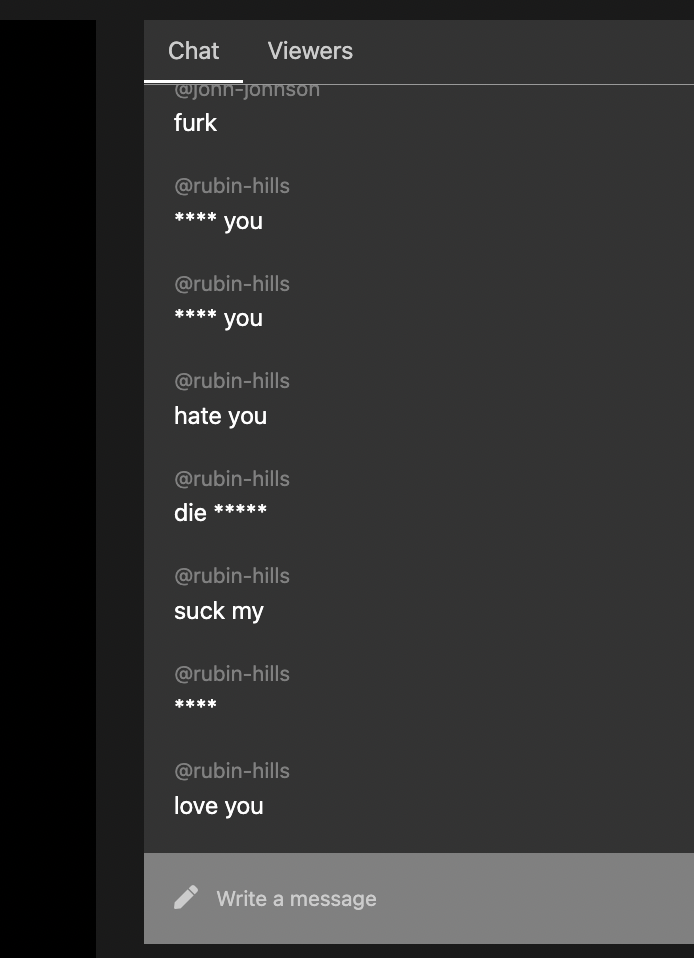 Chat Viewers
@john-johnson
furk
@rubin-hills
**** you
@rubin-hills
**** you
@rubin-hills
hate you
@rubin-hills
die *****
@rubin-hills
suck my
@rubin-hills
****
@rubin-hills
love you
Write a message